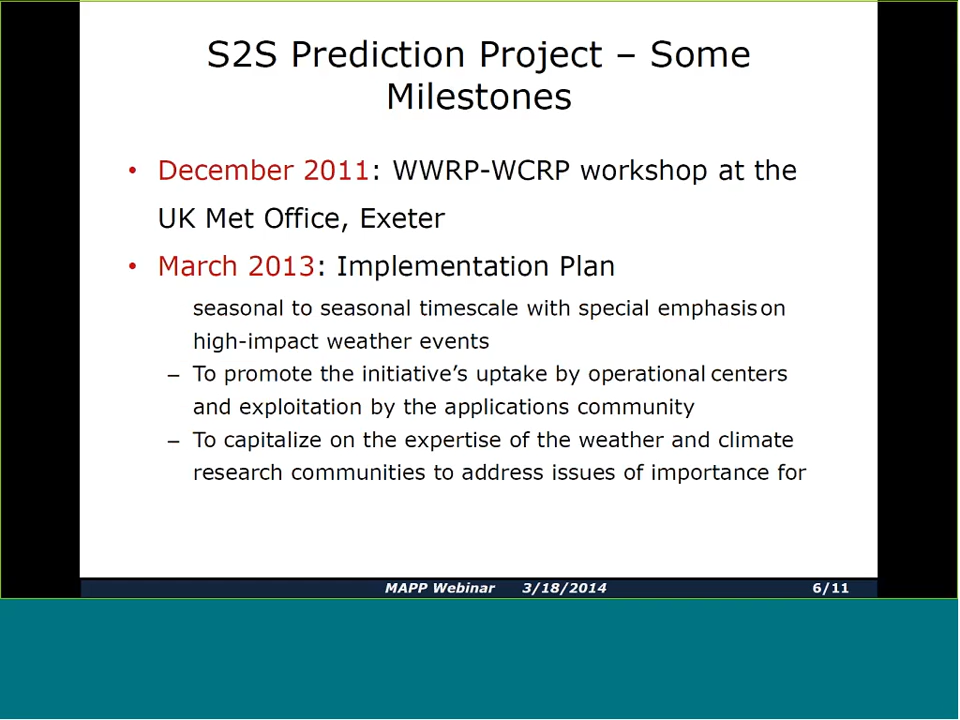 S2S Prediction Project – Some
Milestones
• December 2011: WWRP-WCRP workshop at the
UK Met Office, Exeter
• March 2013: Implementation Plan
seasonal to seasonal timescale with special emphasis on
high-impact weather events
– To promote the initiative’s uptake by operational centers
and exploitation by the applications community
– To capitalize on the expertise of the weather and climate
research communities to address issues of importance for
MAPP Webinar 3/18/2014 6/11